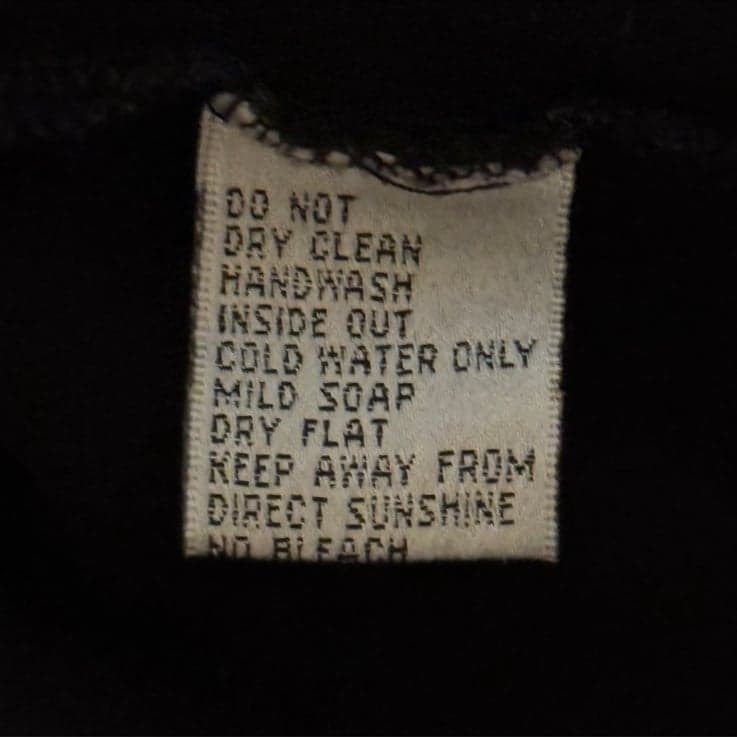 DO NOT
DRY CLEAN
HANDWASH
INSIDE OUT
COLD WATER ONLY
MILD SOAP
DRY FLAT
KEEP AWAY FROM
DIRECT SUNSHINE
NO BLEACH